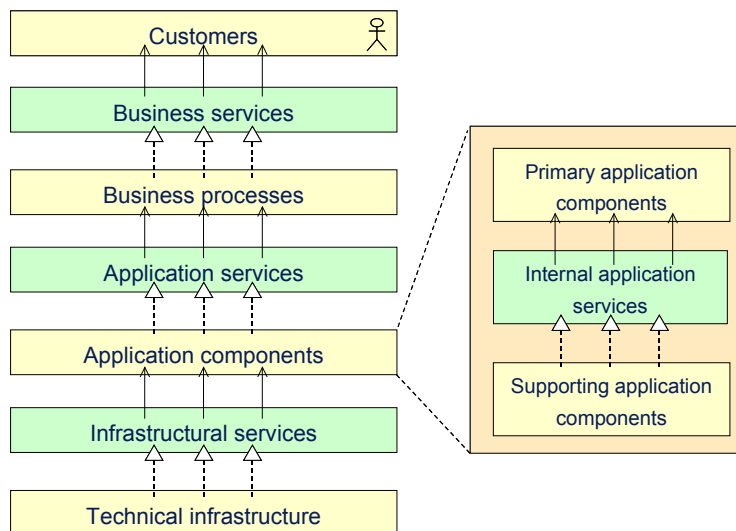 Customers
Business services
Business processes
Application services
Application components
Infrastructural services
Technical infrastructure
Primary application
components
Internal application
services
Supporting application
components